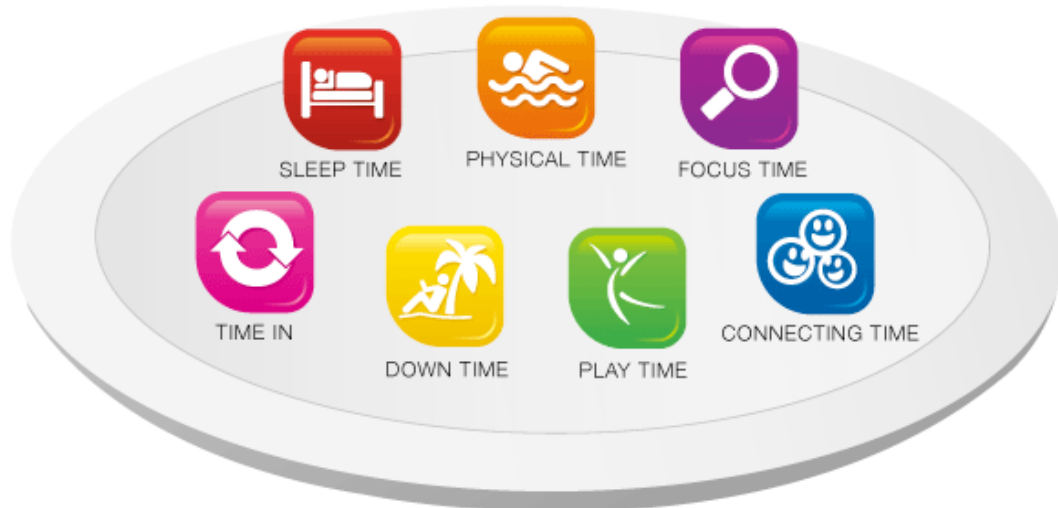 SLEEP TIME
PHYSICAL TIME
FOCUS TIME
TIME IN
DOWN TIME
PLAY TIME
CONNECTING TIME